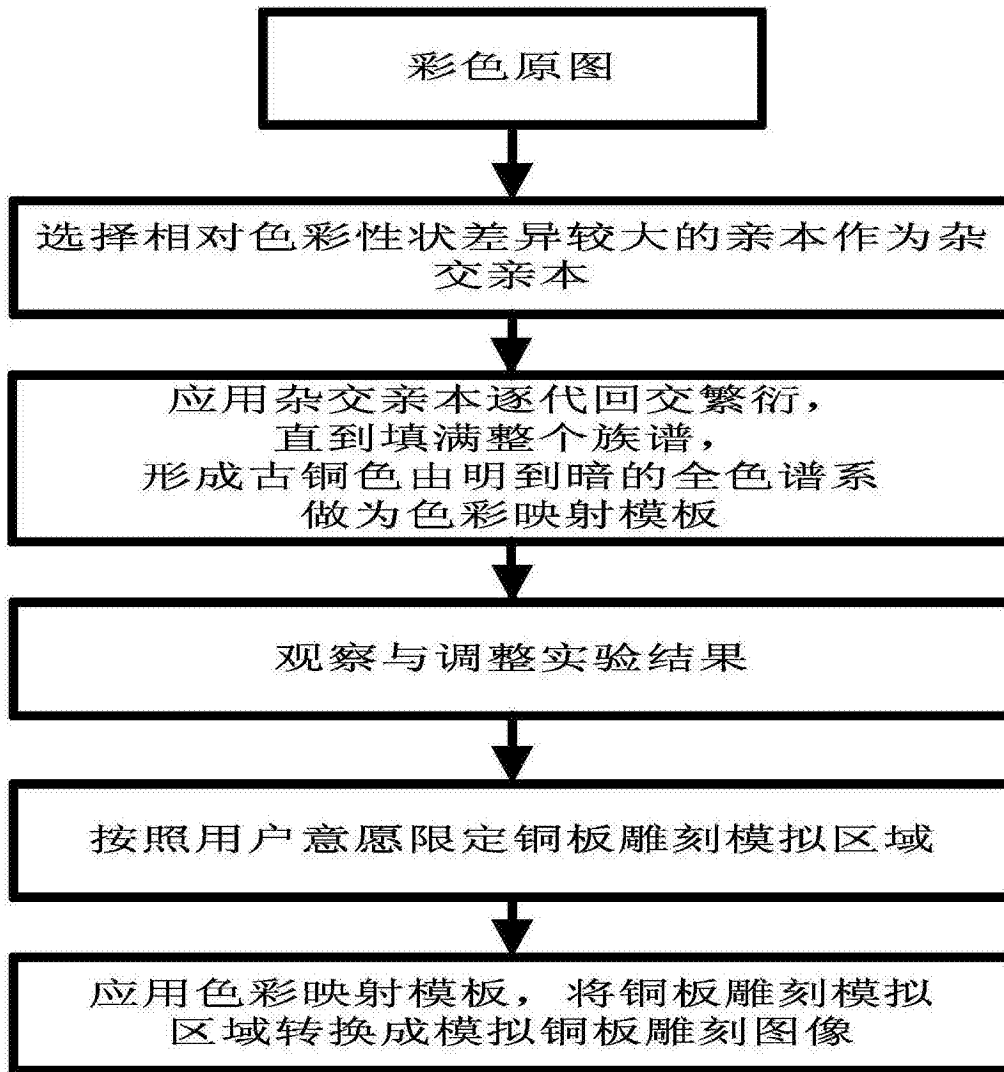 彩色原图
选择相对色彩性状差异较大的亲本作为杂
交亲本
应用杂交亲本逐代回交繁衍，
直到填满整个族谱，
形成古铜色由明到暗的全色谱系
做为色彩映射模板
观察与调整实验结果
按照用户意愿限定铜板雕刻模拟区域
应用色彩映射模板，将铜板雕刻模拟
区域转换成模拟铜板雕刻图像